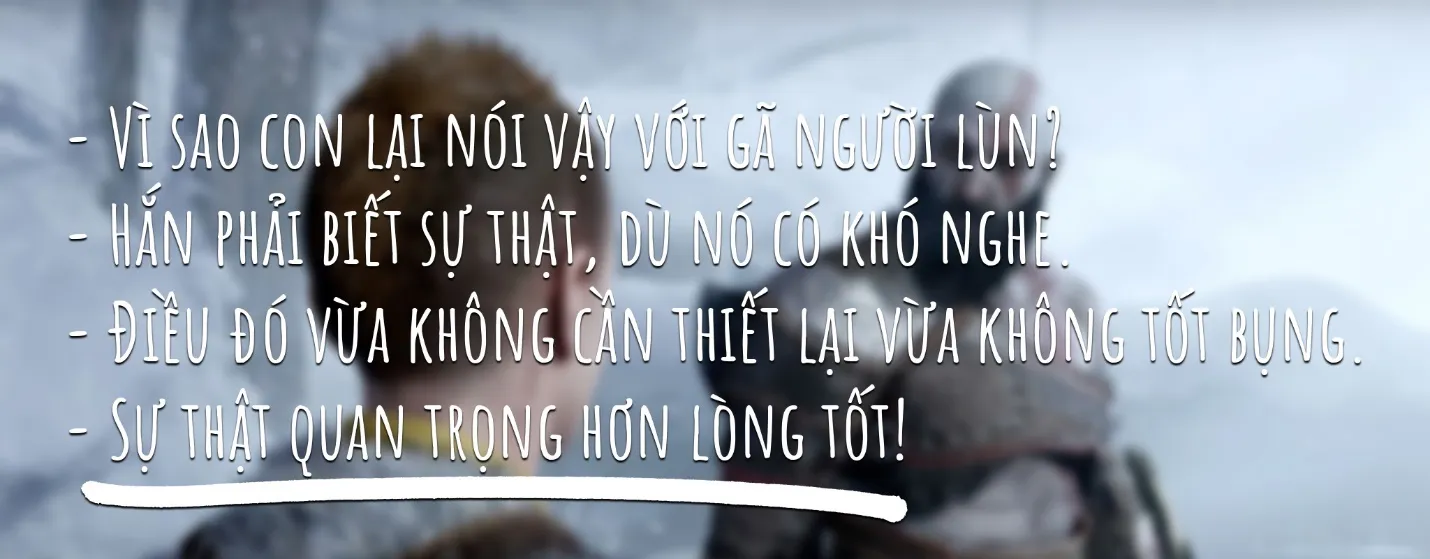 - Vì sao con lại nói vậy với gã người lùn?
- Hắn phải biết sự thật, dù nó có khó nghe.
- Điều đó vừa không cần thiết lại vừa không tốt bụng.
- Sự thật quan trọng hơn lòng tốt!